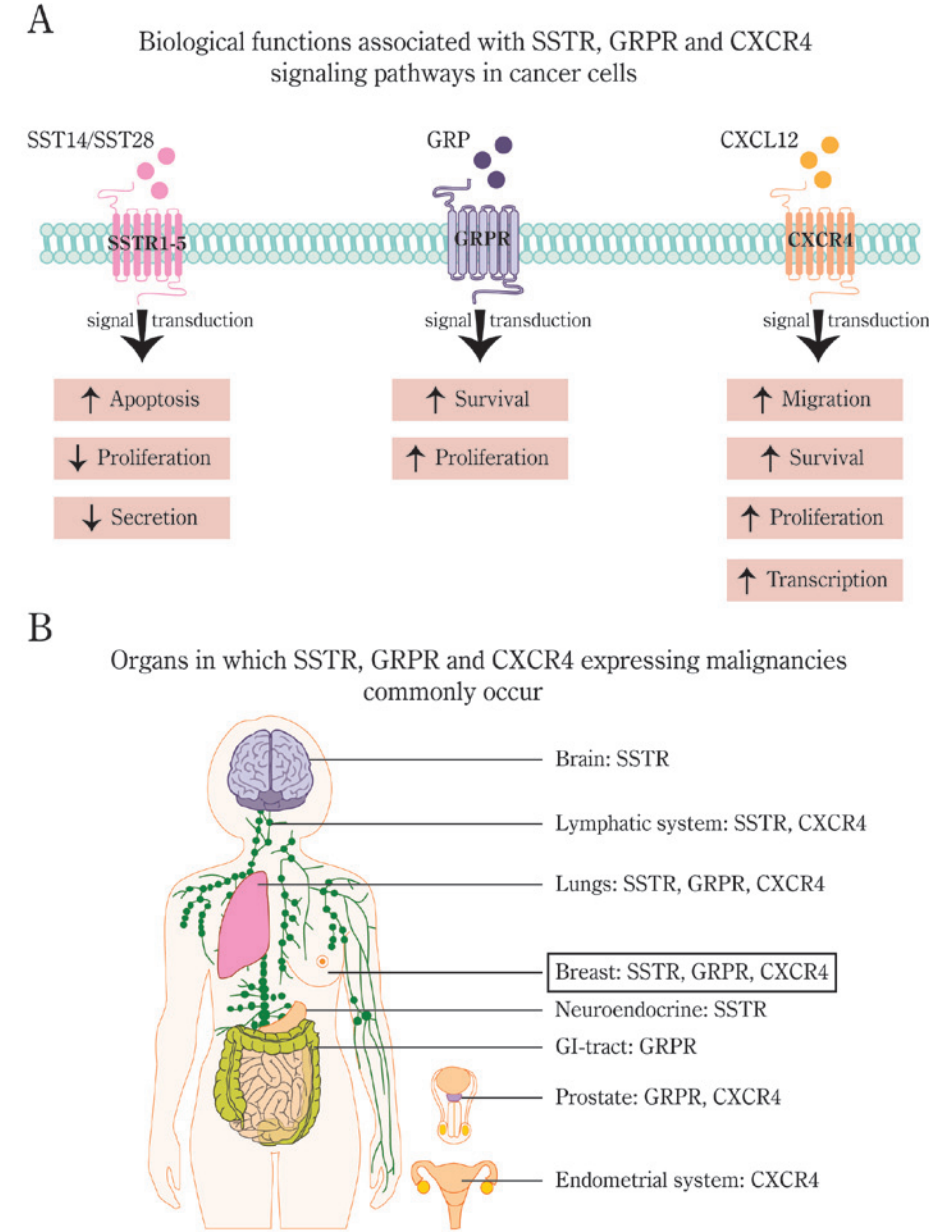 A
Biological functions associated with SSTR, GRPR and CXCR4
signaling pathways in cancer cells
SST14/SST28
GRP
CXCL12
SSTR1-5
GRPR
CXCR4
signal transduction
signal transduction
signal transduction
↑ Apoptosis
↓ Proliferation
↓ Secretion
↑ Survival
↑ Proliferation
↑ Migration
↑ Survival
↑ Proliferation
↑ Transcription
B
Organs in which SSTR, GRPR and CXCR4 expressing malignancies
commonly occur
Brain: SSTR
Lymphatic system: SSTR, CXCR4
Lungs: SSTR, GRPR, CXCR4
Breast: SSTR, GRPR, CXCR4
Neuroendocrine: SSTR
GI-tract: GRPR
Prostate: GRPR, CXCR4
Endometrial system: CXCR4